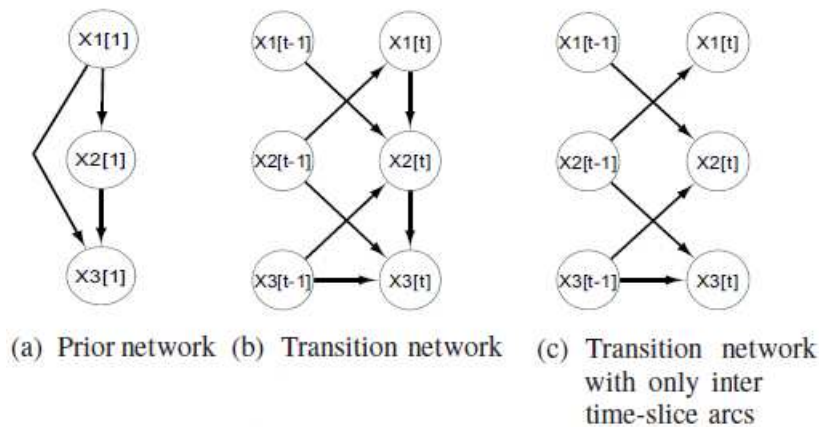 X1[1]
X2[1]
X3[1]
X1[t-1]
X1[t]
X2[t-1]
X2[t]
X3[t-1]
X3[t]
X1[t-1]
X1[t]
X2[t-1]
X2[t]
X3[t-1]
X3[t]
(a) Prior network
(b) Transition network
(c) Transition network
with only inter
time-slice arcs